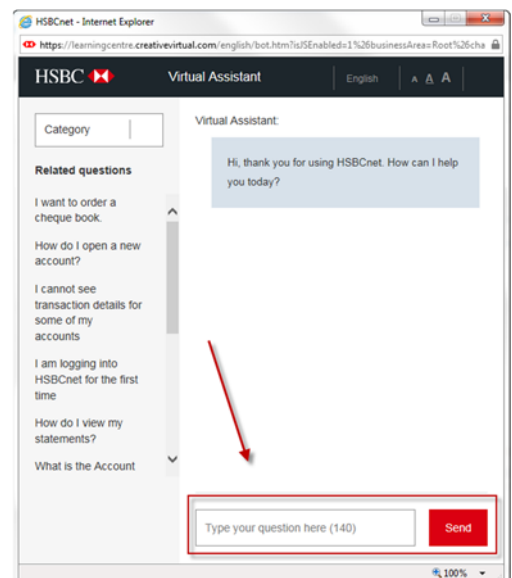 HSBCnet - Internet Explorer
https://learningcentre.creativevirtual.com/english/bot.htm?isJSEnabled=1%26businessArea=Root%26cha
HSBC
Virtual Assistant
English
A A A
Category
Related questions
I want to order a
cheque book.
How do I open a new
account?
I cannot see
transaction details for
some of my
accounts
I am logging into
HSBCnet for the first
time
How do I view my
statements?
What is the Account
Virtual Assistant:
Hi, thank you for using HSBCnet. How can I help
you today?
Type your question here (140)
Send
100%